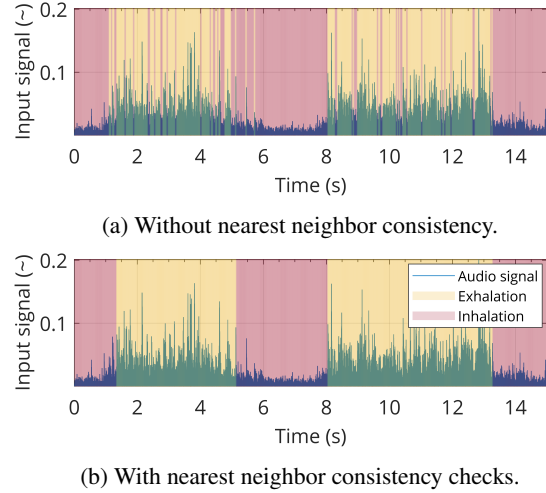 0.2
0.1
Input signal (~)
0 2 4 6 8 10 12 14
Time (s)
(a) Without nearest neighbor consistency.
0.2
0.1
Input signal (~)
Audio signal
Exhalation
Inhalation
0 2 4 6 8 10 12 14
Time (s)
(b) With nearest neighbor consistency checks.